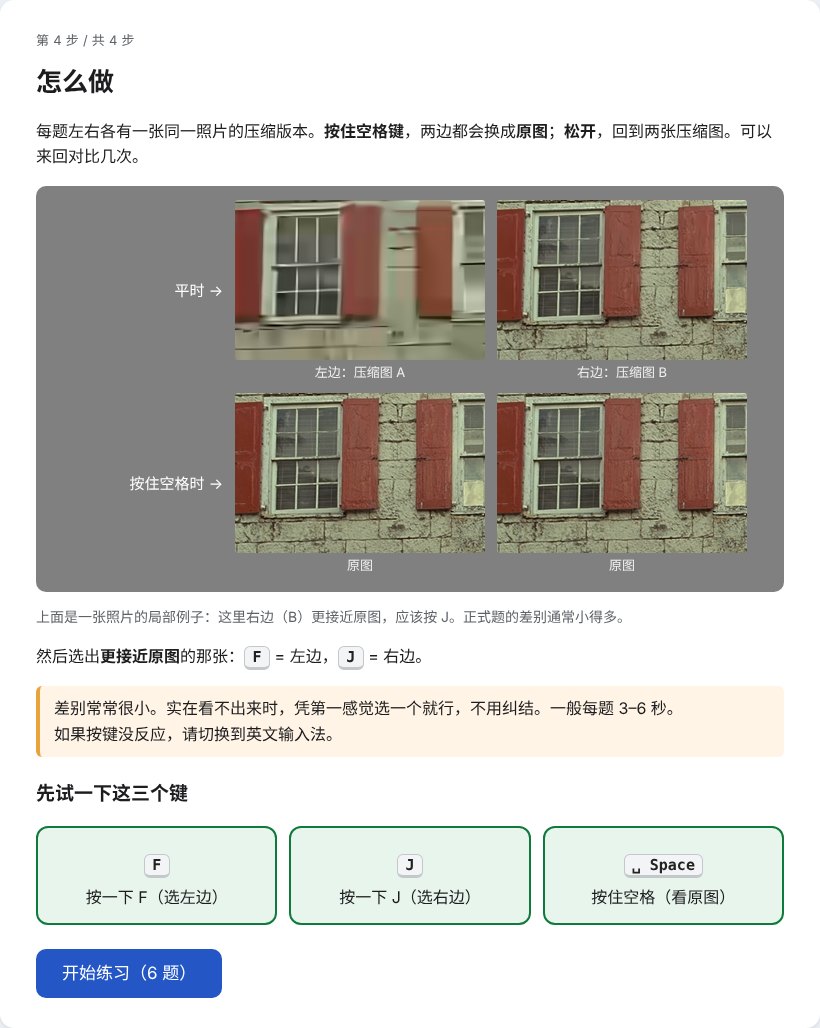 第 4 步 / 共 4 步
怎么做
每题左右各有一张同一照片的压缩版本。按住空格键，两边都会换成原图；松开，回到两张压缩图。可以
来回对比几次。
平时 →
左边：压缩图 A
右边：压缩图 B
按住空格时 →
原图
原图
上面是一张照片的局部例子：这里右边（B）更接近原图，应该按 J。正式题的差别通常小得多。
然后选出更接近原图的那张： F = 左边， J = 右边。
差别常常很小。实在看不出来时，凭第一感觉选一个就行，不用纠结。一般每题 3–6 秒。
如果按键没反应，请切换到英文输入法。
先试一下这三个键
F
按一下 F（选左边）
J
按一下 J（选右边）
␣ Space
按住空格（看原图）
开始练习（6 题）